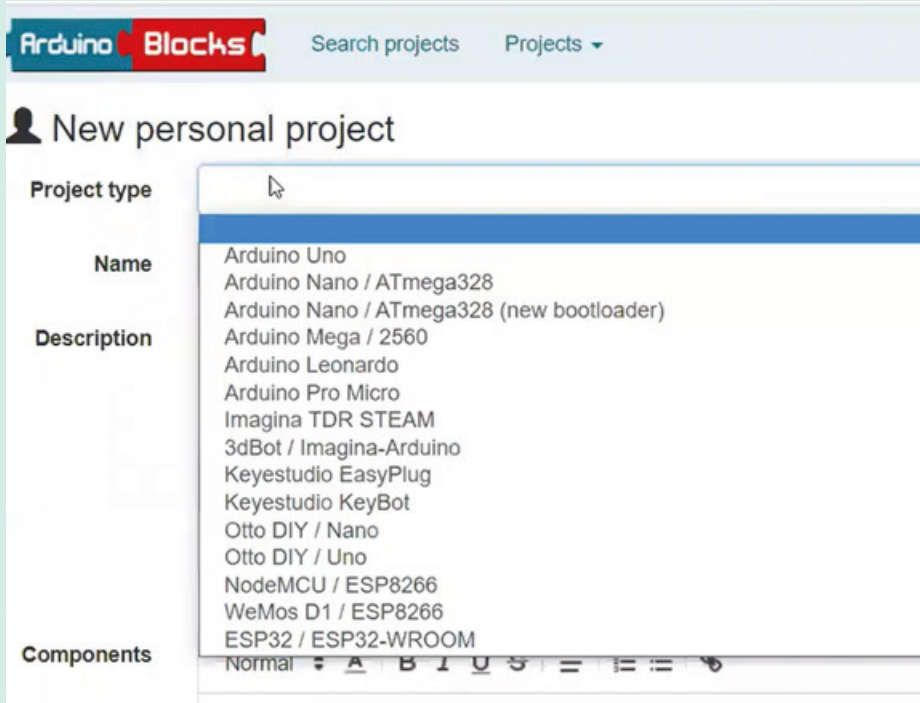 Arduino Blocks Search projects Projects
New personal project
Project type
Name
Arduino Uno
Arduino Nano / ATmega328
Arduino Nano / ATmega328 (new bootloader)
Description
Arduino Mega / 2560
Arduino Leonardo
Arduino Pro Micro
Imagina TDR STEAM
3dBot / Imagina-Arduino
Keyestudio EasyPlug
Keyestudio KeyBot
Otto DIY / Nano
Otto DIY / Uno
NodeMCU / ESP8266
WeMos D1 / ESP8266
ESP32 / ESP32-WROOM
Components
Normal A B I U S